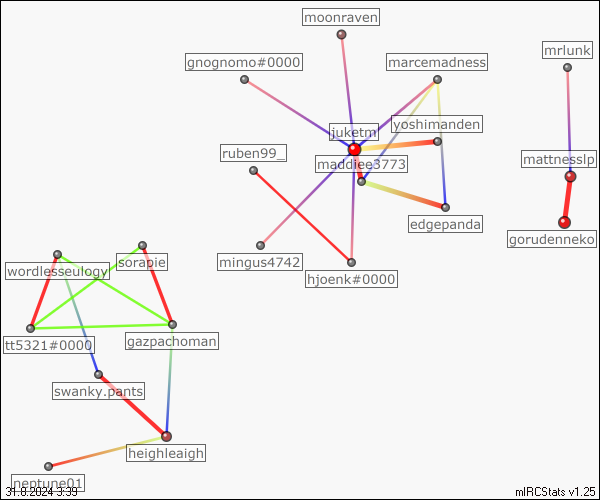 moonraven
mrlunk
gnognomo#0000
marcemadness
yoshimanden
juketm
ruben99_
maddiee3773
mattnesslp
edgepanda
gorudenneko
mingus4742
sorapie
wordlesseulogy
hjoenk#0000
tt5321#0000
gazpachoman
swanky.pants
heighleaigh
neptune01
31.8.2024 3:39
mIRCStats v1.25